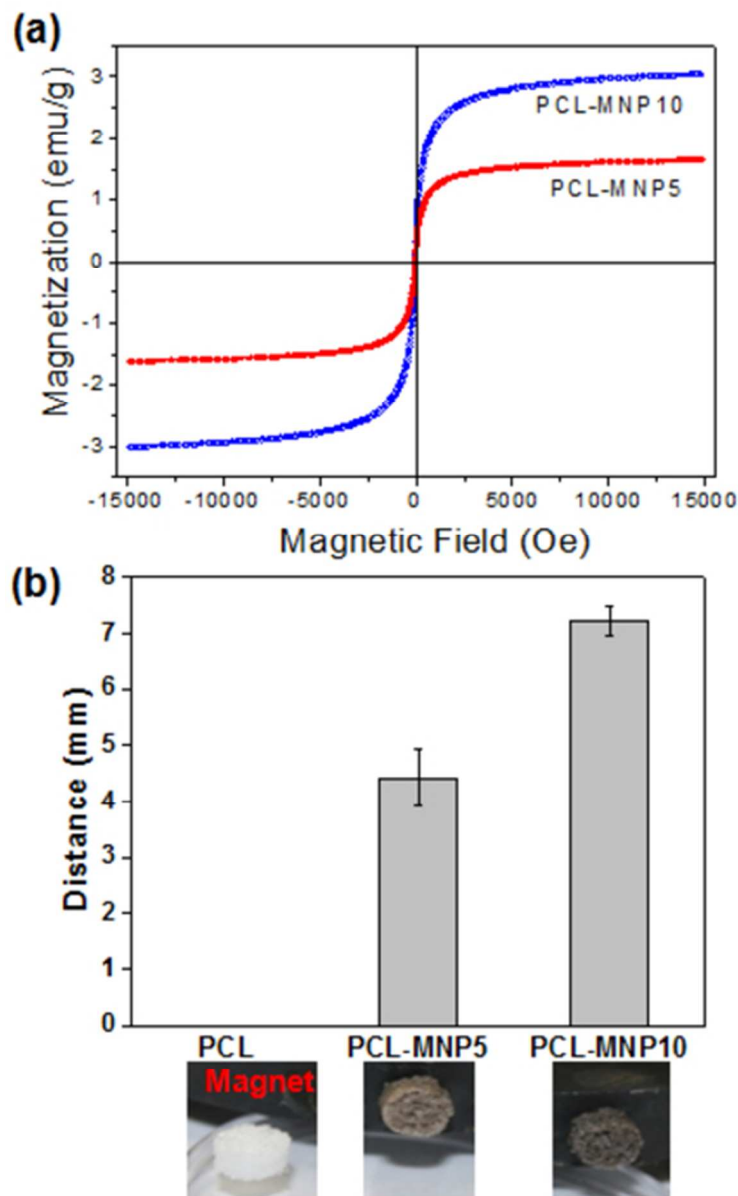 (a)
Magnetization (emu/g)
3
2
1
0
-1
-2
-3
PCL-MNP10
PCL-MNP5
-15000 -10000 -5000 0 5000 10000 15000
Magnetic Field (Oe)
(b)
Distance (mm)
8
7
6
5
4
3
2
1
0
PCL PCL-MNP5 PCL-MNP10
Magnet